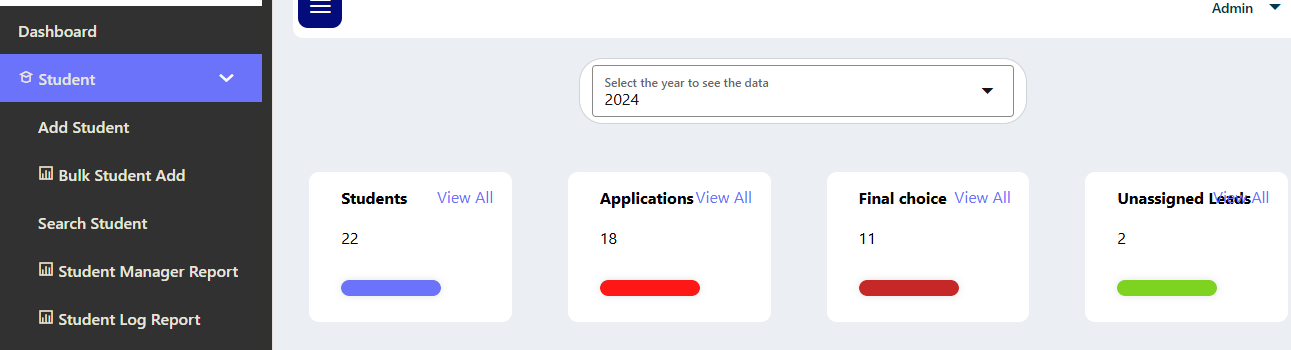 Dashboard
Student
Add Student
Bulk Student Add
Search Student
Student Manager Report
Student Log Report
Admin
Select the year to see the data
2024
Students View All
22
Applications View All
18
Final choice View All
11
Unassigned Leads View All
2